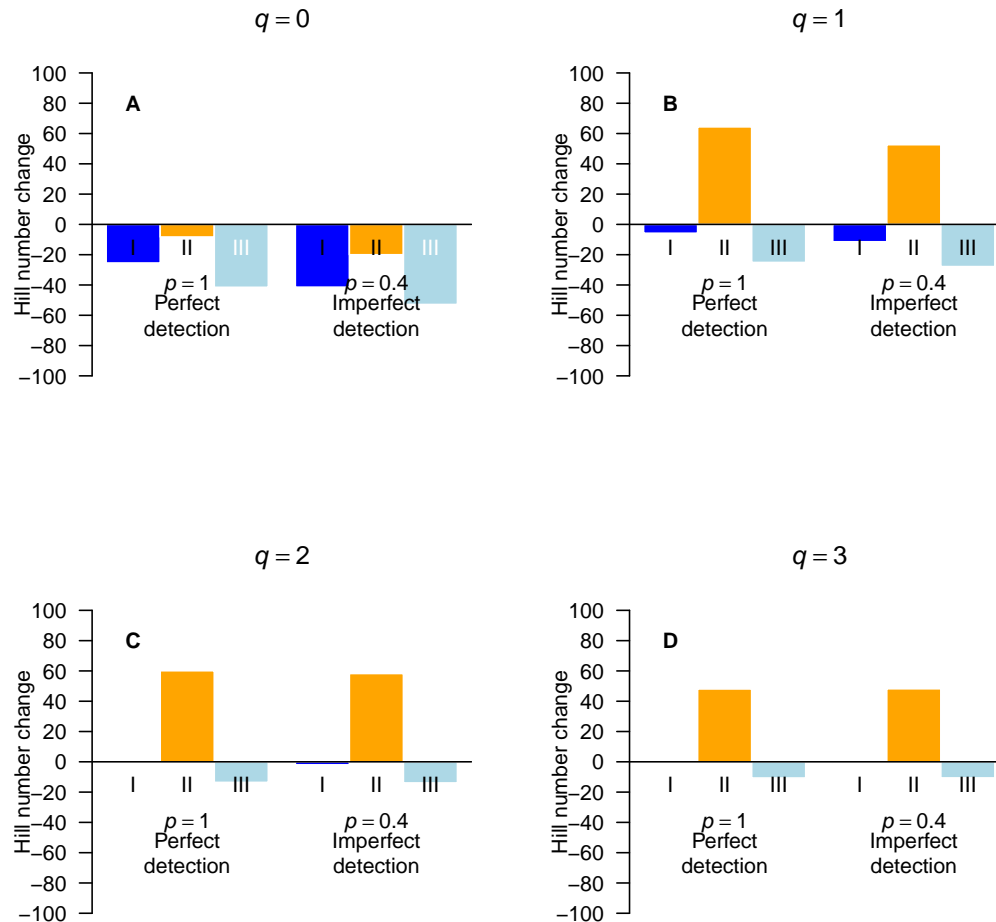 q = 0
Hill number change
100
80
60
40
20
0
−20
−40
−60
−80
−100
A
I II III I II III
p = 1 p = 0.4
Perfect Imperfect
detection detection
q = 1
Hill number change
100
80
60
40
20
0
−20
−40
−60
−80
−100
B
I II III I II III
p = 1 p = 0.4
Perfect Imperfect
detection detection
q = 2
Hill number change
100
80
60
40
20
0
−20
−40
−60
−80
−100
C
I II III I II III
p = 1 p = 0.4
Perfect Imperfect
detection detection
q = 3
Hill number change
100
80
60
40
20
0
−20
−40
−60
−80
−100
D
I II III I II III
p = 1 p = 0.4
Perfect Imperfect
detection detection